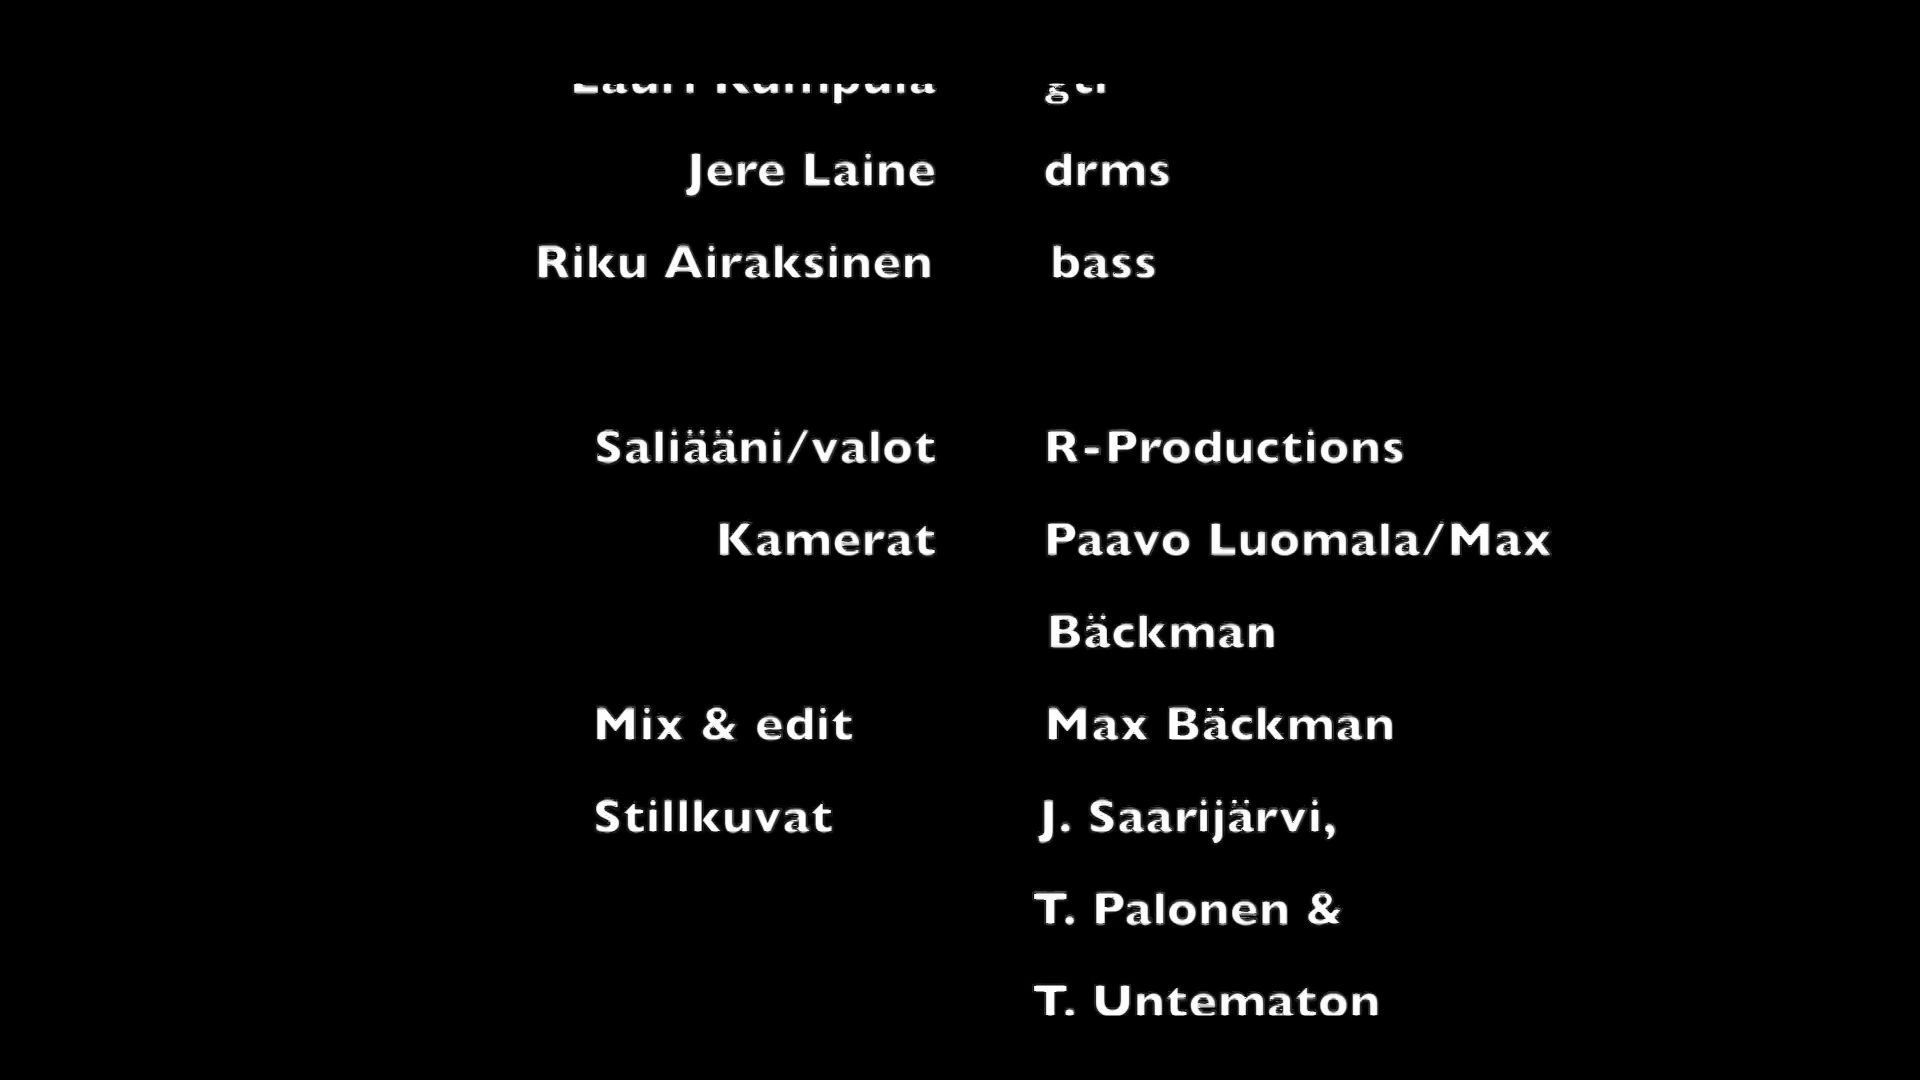 Jere Laine drms
Riku Airaksinen bass
Saliääni/valot R-Productions
Kamerat Paavo Luomala/Max
Bäckman
Mix & edit Max Bäckman
Stillkuvat J. Saarijärvi,
T. Palonen &
T. Untematon